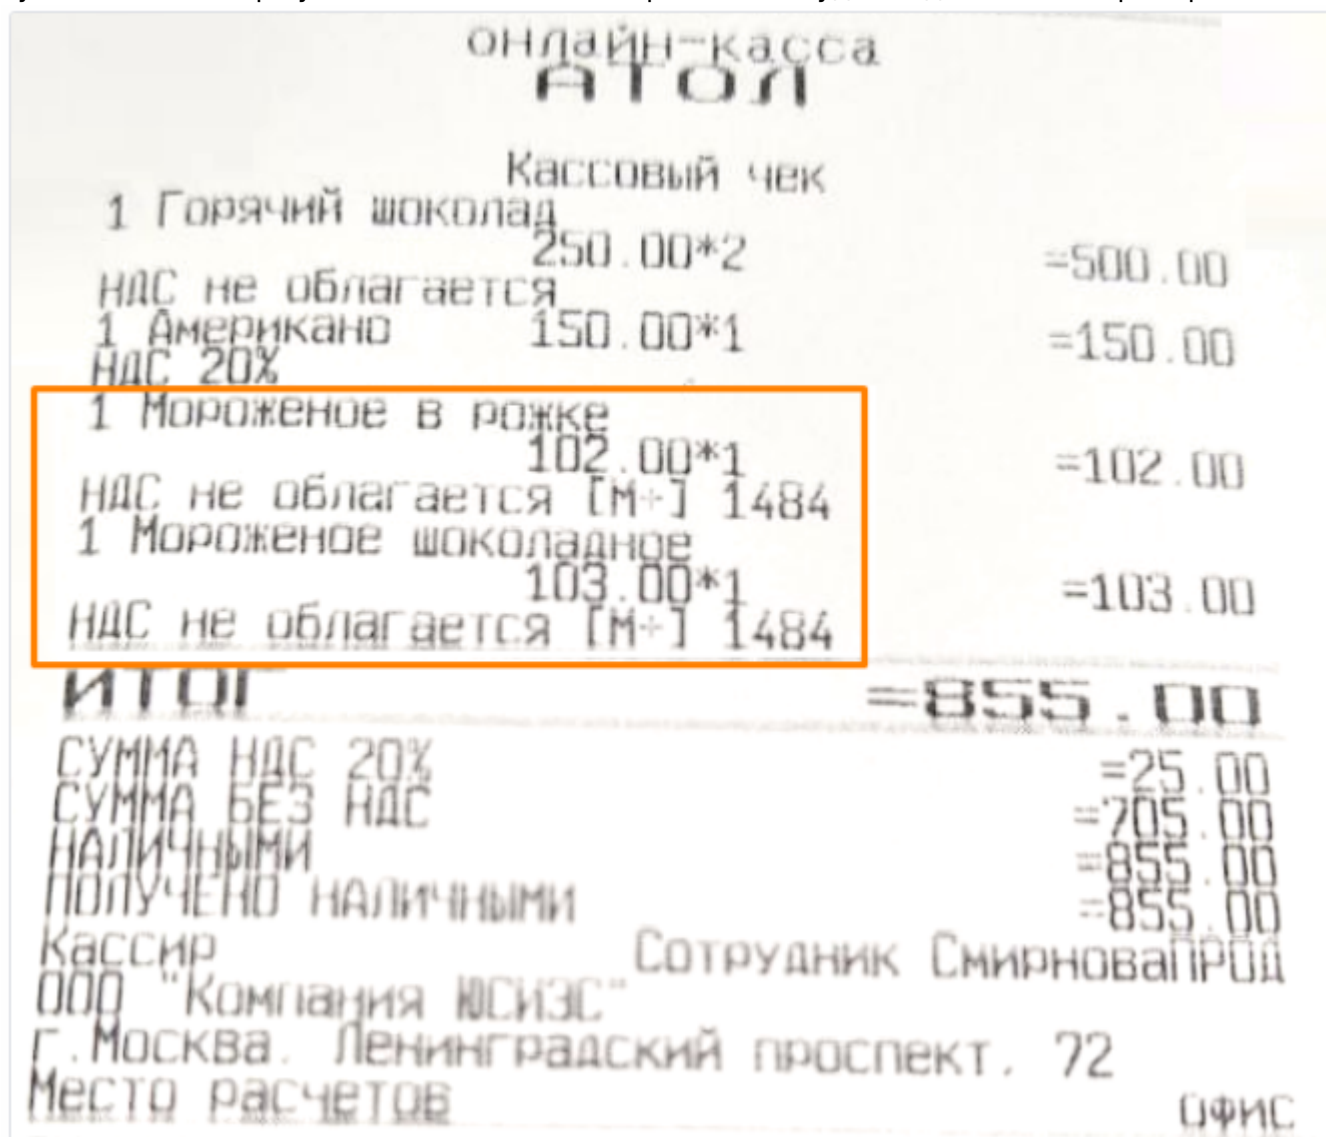 онлайн-касса
АТОЛ
Кассовый чек
1 Горячий шоколад
250.00*2 =500.00
НДС не облагается
1 Американо 150.00*1 =150.00
НДС 20%
1 Мороженое в рожке
102.00*1 =102.00
НДС не облагается [M+] 1484
1 Мороженое шоколадное
103.00*1 =103.00
НДС не облагается [M+] 1484
ИТОГ =855.00
СУММА НДС 20% =25.00
СУММА БЕЗ НДС =705.00
НАЛИЧНЫМИ =855.00
ПОЛУЧЕНО НАЛИЧНЫМИ =855.00
Кассир Сотрудник СмирноваПРОД
ООО "Компания ЮСИЭС"
г.Москва. Ленинградский проспект. 72
Место расчетов ОФИС